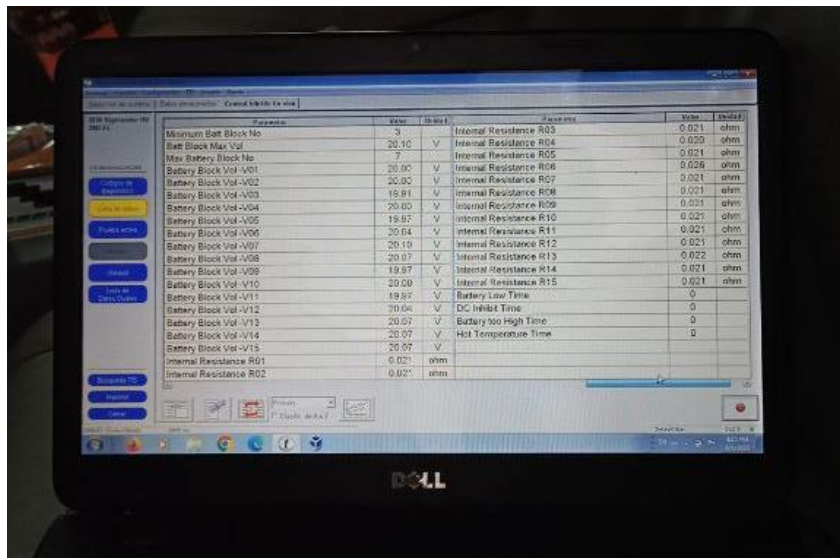 Control híbrido En vivo
Parámetro Valor Unidad
Minimum Batt Block No 3
Batt Block Max Vol 20.10 V
Max Battery Block No 7
Battery Block Vol -V01 20.00 V
Battery Block Vol -V02 20.00 V
Battery Block Vol -V03 19.81 V
Battery Block Vol -V04 20.00 V
Battery Block Vol -V05 19.97 V
Battery Block Vol -V06 20.04 V
Battery Block Vol -V07 20.10 V
Battery Block Vol -V08 20.07 V
Battery Block Vol -V09 19.97 V
Battery Block Vol -V10 20.00 V
Battery Block Vol -V11 19.97 V
Battery Block Vol -V12 20.04 V
Battery Block Vol -V13 20.07 V
Battery Block Vol -V14 20.07 V
Battery Block Vol -V15 20.07 V
Internal Resistance R01 0.021 ohm
Internal Resistance R02 0.021 ohm
Parámetro Valor Unidad
Internal Resistance R03 0.021 ohm
Internal Resistance R04 0.020 ohm
Internal Resistance R05 0.021 ohm
Internal Resistance R06 0.026 ohm
Internal Resistance R07 0.021 ohm
Internal Resistance R08 0.021 ohm
Internal Resistance R09 0.021 ohm
Internal Resistance R10 0.021 ohm
Internal Resistance R11 0.021 ohm
Internal Resistance R12 0.021 ohm
Internal Resistance R13 0.022 ohm
Internal Resistance R14 0.021 ohm
Internal Resistance R15 0.021 ohm
Battery Low Time 0
DC Inhibit Time 0
Battery too High Time 0
Hot Temperature Time 0
Prueba activa
Imprimir
Cerrar
Primario
DELL